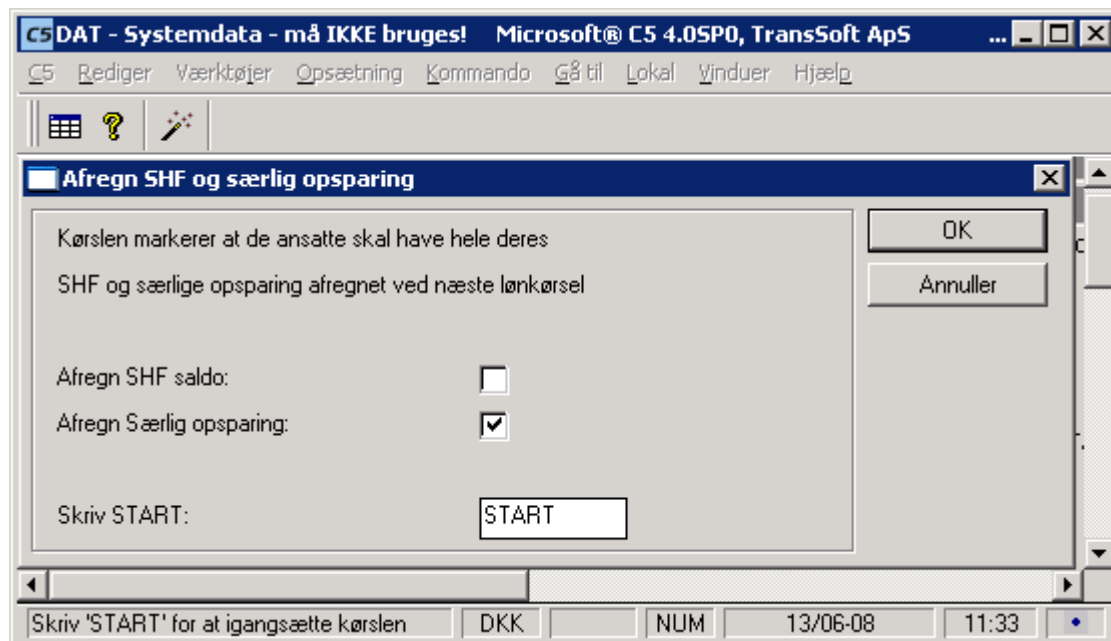 C5 DAT - Systemdata - må IKKE bruges! Microsoft® C5 4.0SP0, TransSoft ApS ...
C5 Rediger Værktøjer Opsætning Kommando Gå til Lokal Vinduer Hjælp
Afregn SHF og særlig opsparing
Kørslen markerer at de ansatte skal have hele deres
OK
SHF og særlige opsparing afregnet ved næste lønkørsel
Annuller
Afregn SHF saldo:
Afregn Særlig opsparing:
Skriv START: START
Skriv 'START' for at igangsætte kørslen DKK NUM 13/06-08 11:33